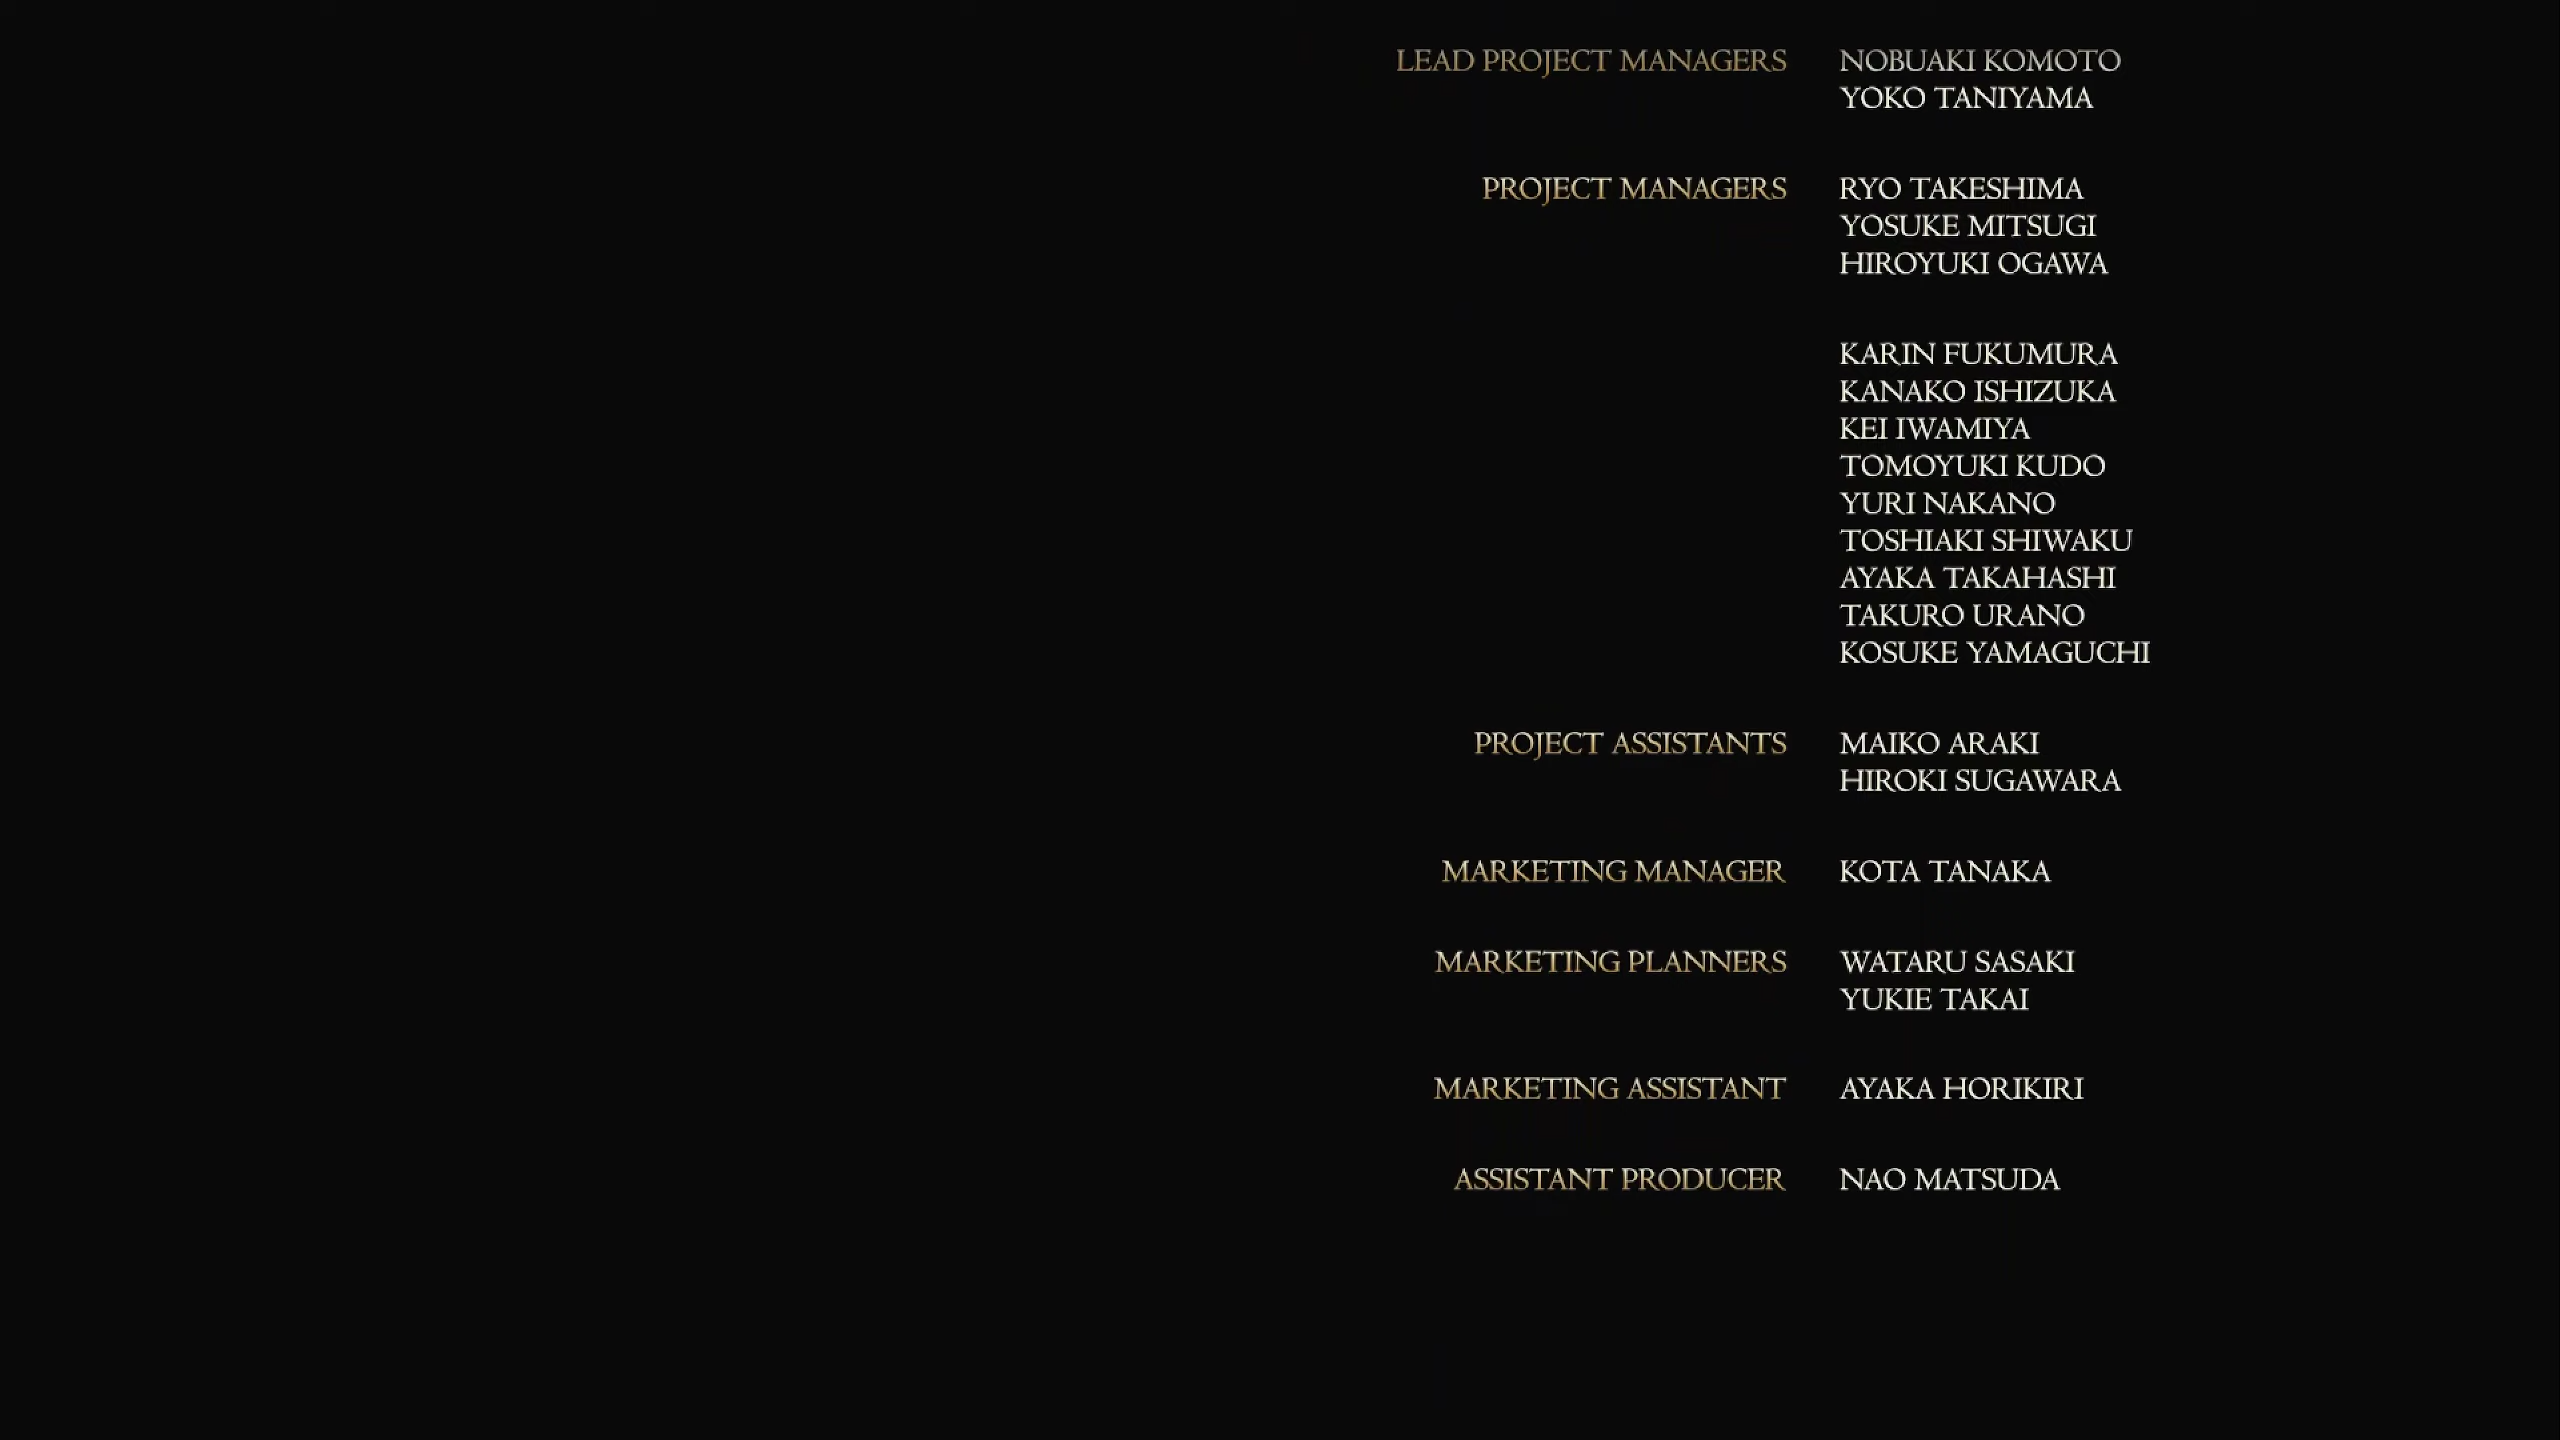 LEAD PROJECT MANAGERS NOBUAKI KOMOTO
YOKO TANIYAMA
PROJECT MANAGERS RYO TAKESHIMA
YOSUKE MITSUGI
HIROYUKI OGAWA
KARIN FUKUMURA
KANAKO ISHIZUKA
KEI IWAMIYA
TOMOYUKI KUDO
YURI NAKANO
TOSHIAKI SHIWAKU
AYAKA TAKAHASHI
TAKURO URANO
KOSUKE YAMAGUCHI
PROJECT ASSISTANTS MAIKO ARAKI
HIROKI SUGAWARA
MARKETING MANAGER KOTA TANAKA
MARKETING PLANNERS WATARU SASAKI
YUKIE TAKAI
MARKETING ASSISTANT AYAKA HORIKIRI
ASSISTANT PRODUCER NAO MATSUDA